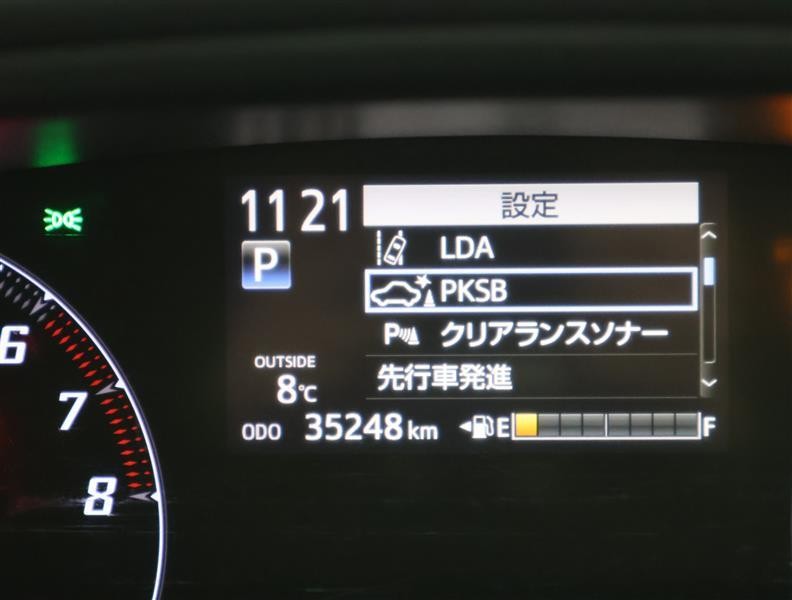 11 21
設定
LDA
P
PKSB
P クリアランスソナー
OUTSIDE
8℃
先行車発進
ODO 35248 km
E F
6
7
8